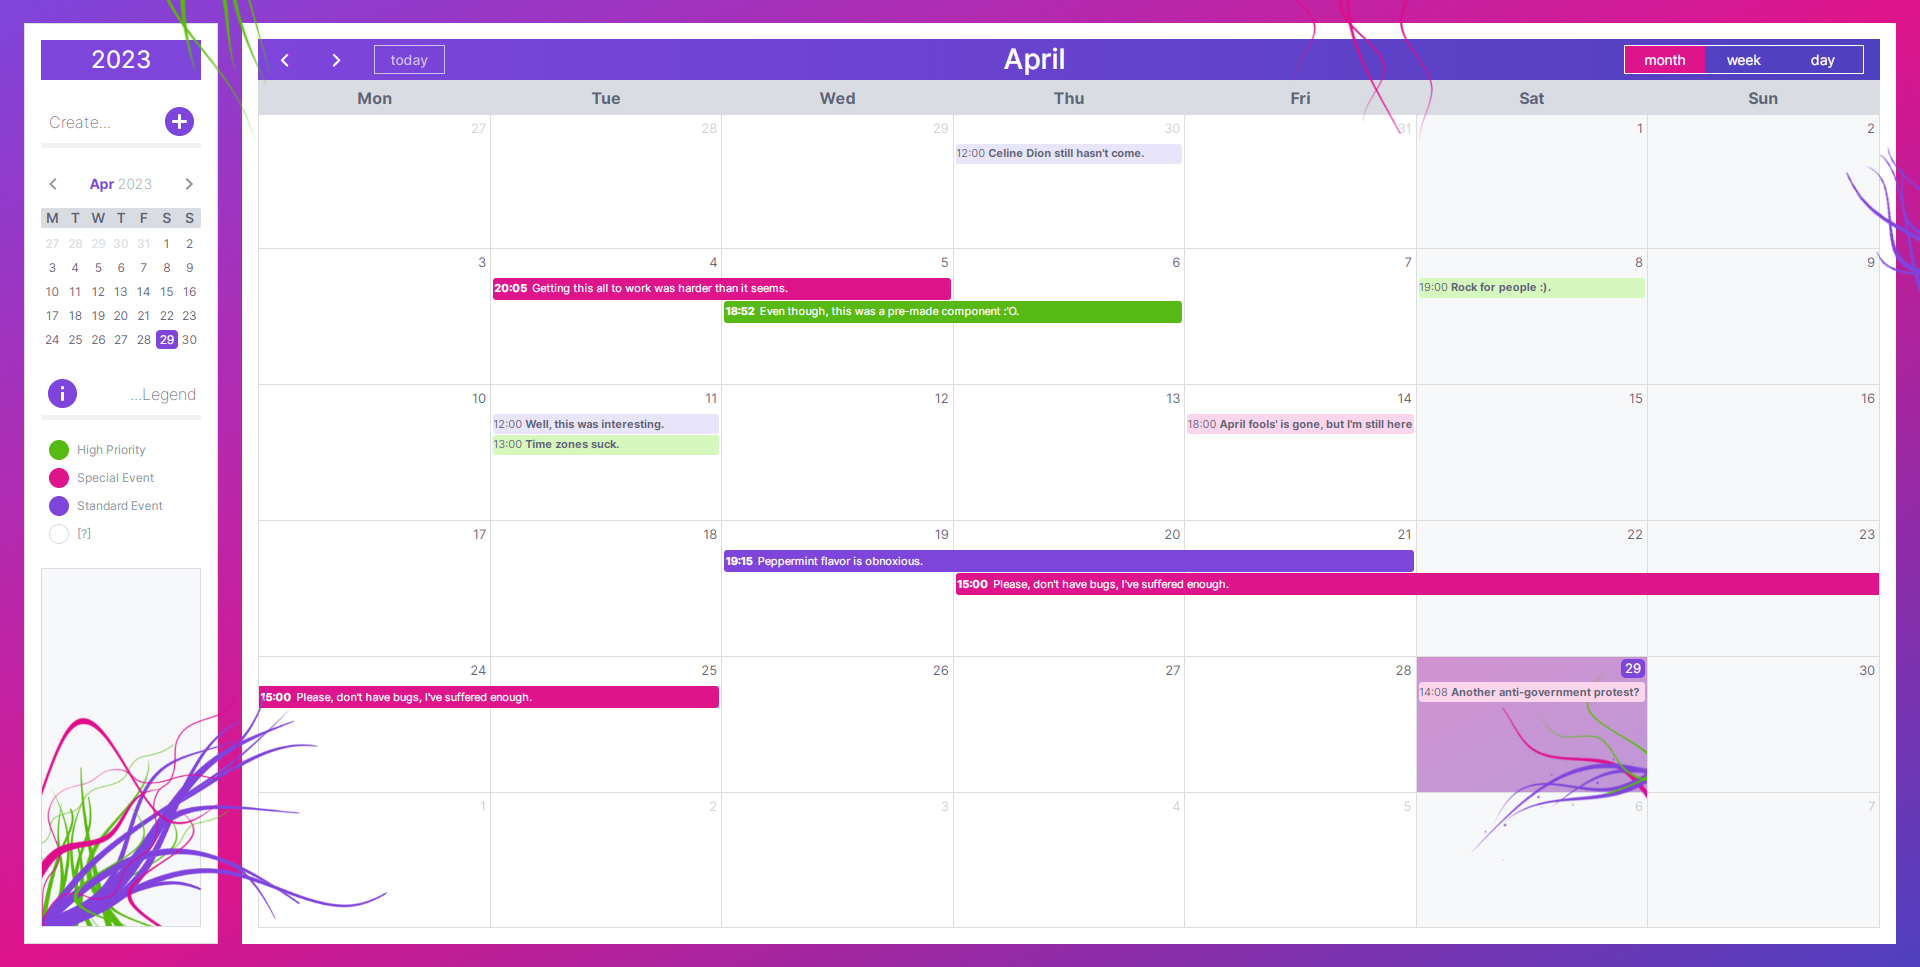 2023
Create...
Apr 2023
M T W T F S S
27 28 29 30 31 1 2
3 4 5 6 7 8 9
10 11 12 13 14 15 16
17 18 19 20 21 22 23
24 25 26 27 28 29 30
...Legend
High Priority
Special Event
Standard Event
[?]
today
April
month week day
Mon Tue Wed Thu Fri Sat Sun
27 28 29 30 31 1 2
12:00 Celine Dion still hasn't come.
3 4 5 6 7 8 9
20:05 Getting this all to work was harder than it seems.
19:00 Rock for people :).
18:52 Even though, this was a pre-made component :'O.
10 11 12 13 14 15 16
12:00 Well, this was interesting.
18:00 April fools' is gone, but I'm still here
13:00 Time zones suck.
17 18 19 20 21 22 23
19:15 Peppermint flavor is obnoxious.
15:00 Please, don't have bugs, I've suffered enough.
24 25 26 27 28 29 30
15:00 Please, don't have bugs, I've suffered enough.
14:08 Another anti-government protest?
1 2 3 4 5 6 7